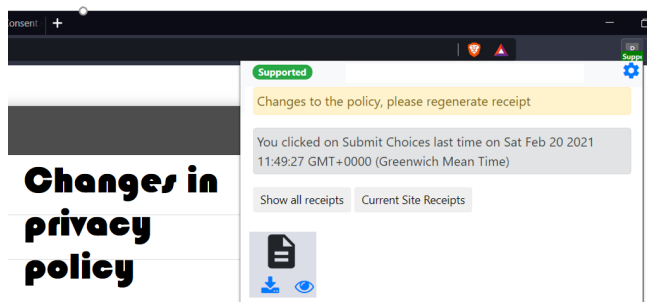 onsent
Supported
Supp
Changes to the policy, please regenerate receipt
You clicked on Submit Choices last time on Sat Feb 20 2021
11:49:27 GMT+0000 (Greenwich Mean Time)
Show all receipts Current Site Receipts
Changes in
privacy
policy